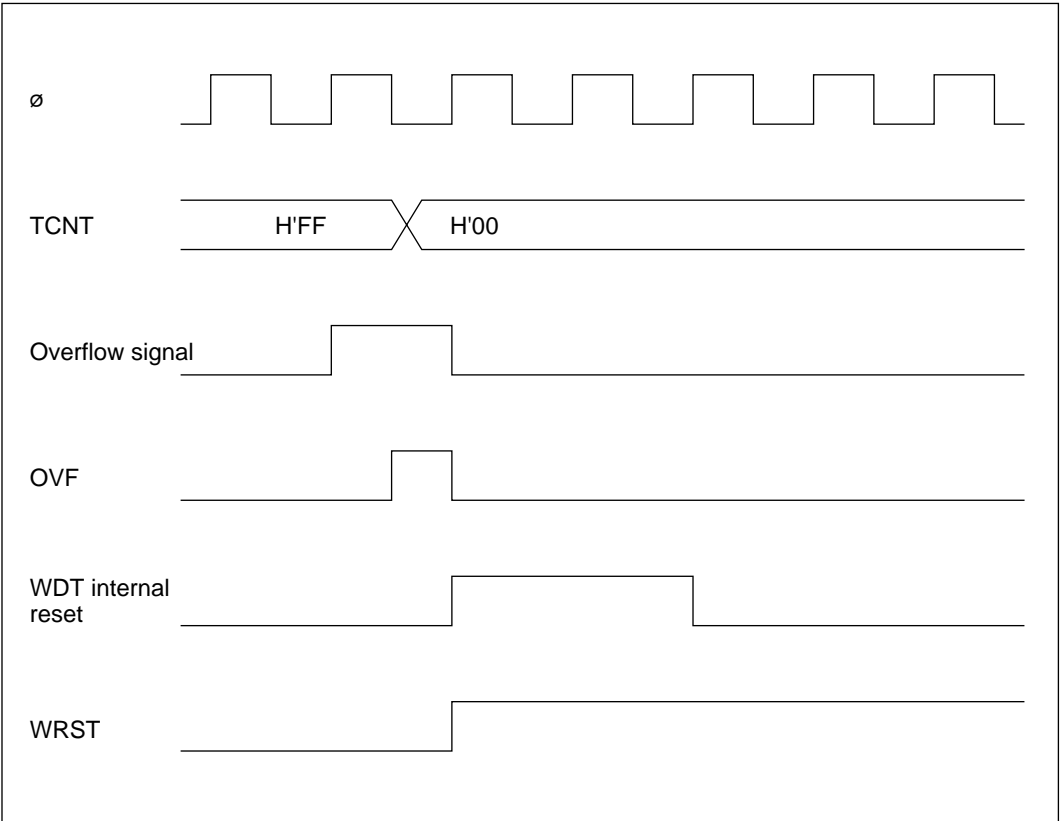 ø
TCNT H'FF H'00
Overflow signal
OVF
WDT internal
reset
WRST